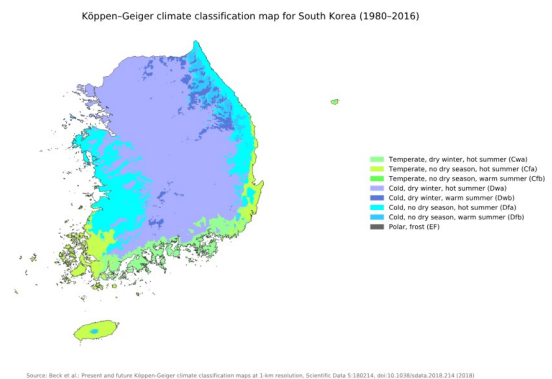 Köppen–Geiger climate classification map for South Korea (1980–2016)
Temperate, dry winter, hot summer (Cwa)
Temperate, no dry season, hot summer (Cfa)
Temperate, no dry season, warm summer (Cfb)
Cold, dry winter, hot summer (Dwa)
Cold, dry winter, warm summer (Dwb)
Cold, no dry season, hot summer (Dfa)
Cold, no dry season, warm summer (Dfb)
Polar, frost (EF)
Source: Beck et al.: Present and future Köppen-Geiger climate classification maps at 1-km resolution, Scientific Data 5:180214, doi:10.1038/sdata.2018.214 (2018)